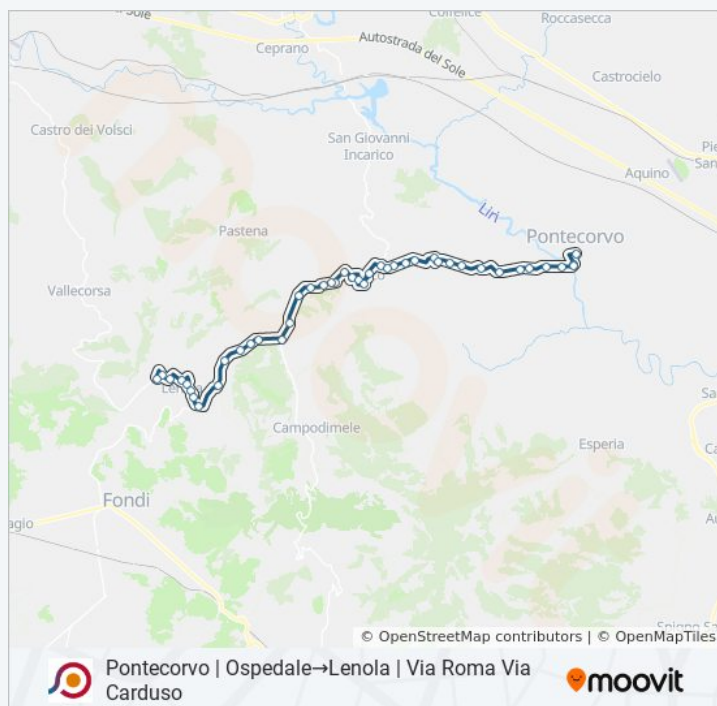 del Sole
Ceprano
Autostrada del Sole
Roccasecca
Castrocielo
Castro dei Volsci
San Giovanni
Incarico
Aquino
Liri
Pontecorvo
Pastena
Vallecorsa
Campodimele
Esperia
Fondi
© OpenStreetMap contributors | © OpenMapTiles
Pontecorvo | Ospedale→Lenola | Via Roma Via
Carduso
moovit